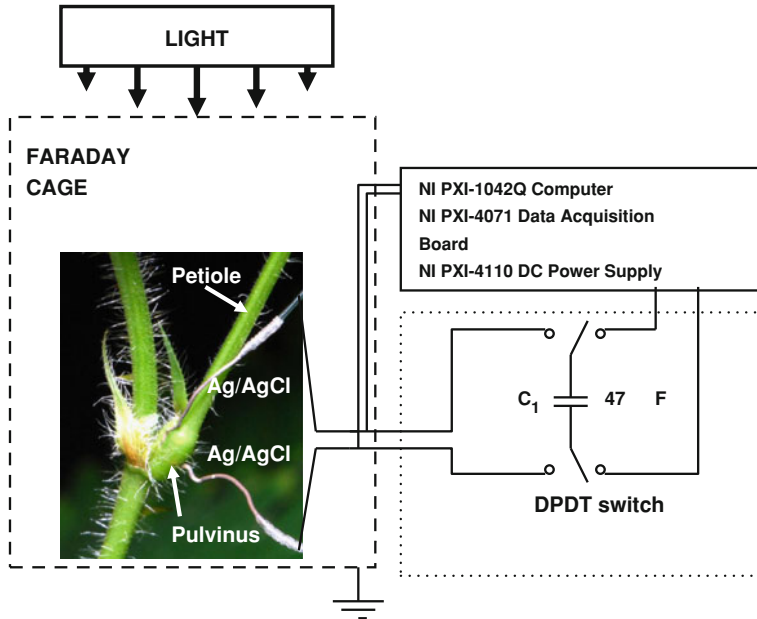 LIGHT
FARADAY
CAGE
NI PXI-1042Q Computer
NI PXI-4071 Data Acquisition
Board
NI PXI-4110 DC Power Supply
Petiole
Ag/AgCl
Ag/AgCl
Pulvinus
C1 47 F
DPDT switch